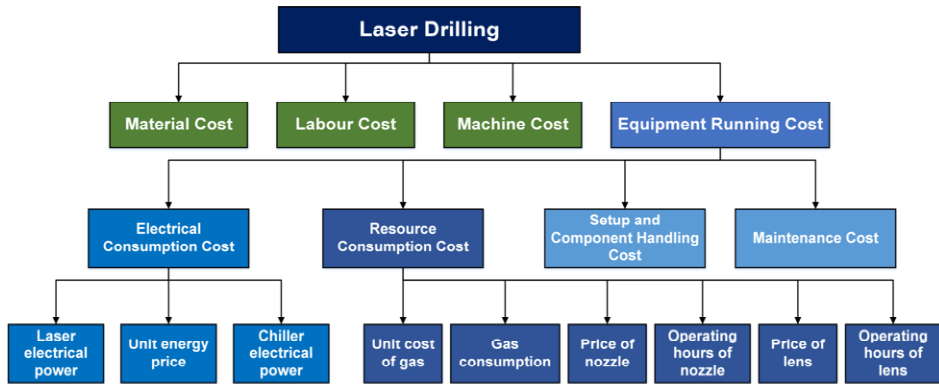 Laser Drilling
Material Cost
Labour Cost
Machine Cost
Equipment Running Cost
Electrical
Consumption Cost
Resource
Consumption Cost
Setup and
Component Handling
Cost
Maintenance Cost
Laser
electrical
power
Unit energy
price
Chiller
electrical
power
Unit cost
of gas
Gas
consumption
Price of
nozzle
Operating
hours of
nozzle
Price of
lens
Operating
hours of
lens